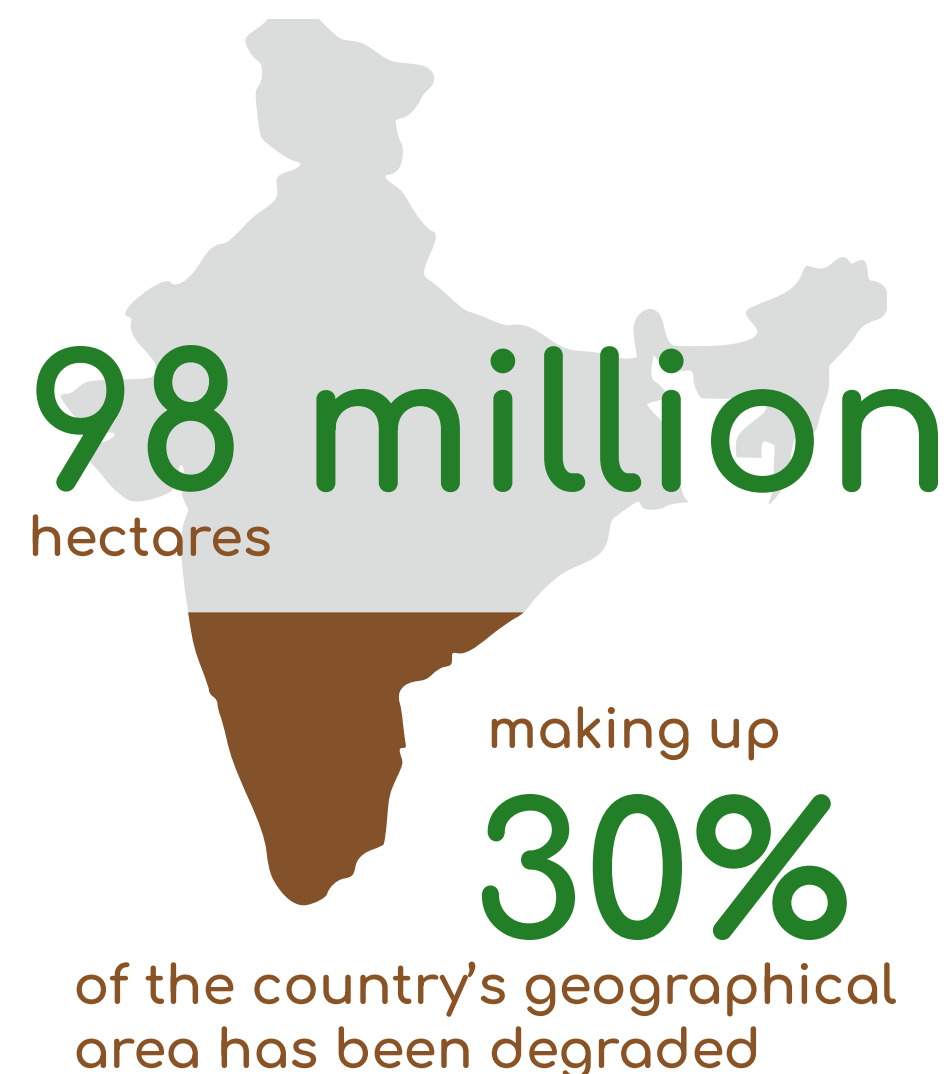 98 million
hectares
making up
30%
of the country’s geographical
area has been degraded